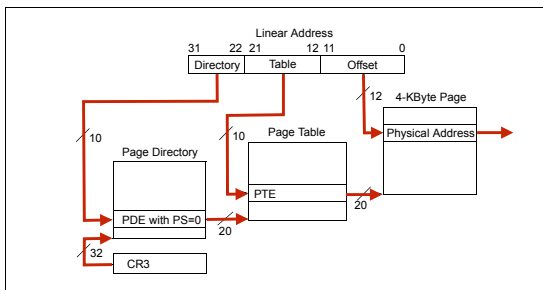 Linear Address
31 22 21 12 11 0
Directory Table Offset
12 4-KByte Page
10 10 Page Table Physical Address
Page Directory
PTE
20
PDE with PS=0
20
32
CR3